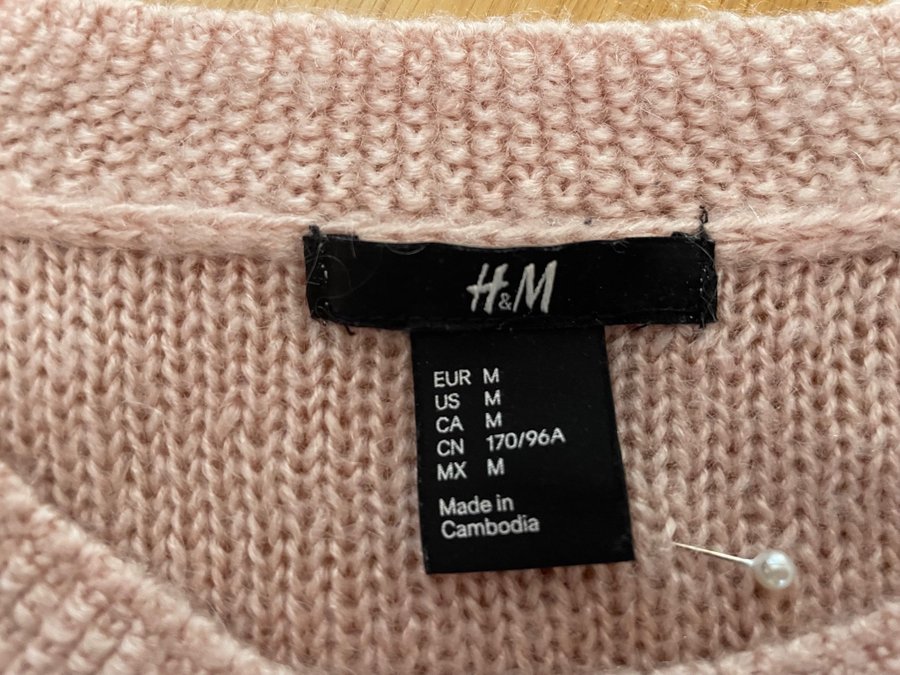 H&M
EUR M
US M
CA M
CN 170/96A
MX M
Made in
Cambodia